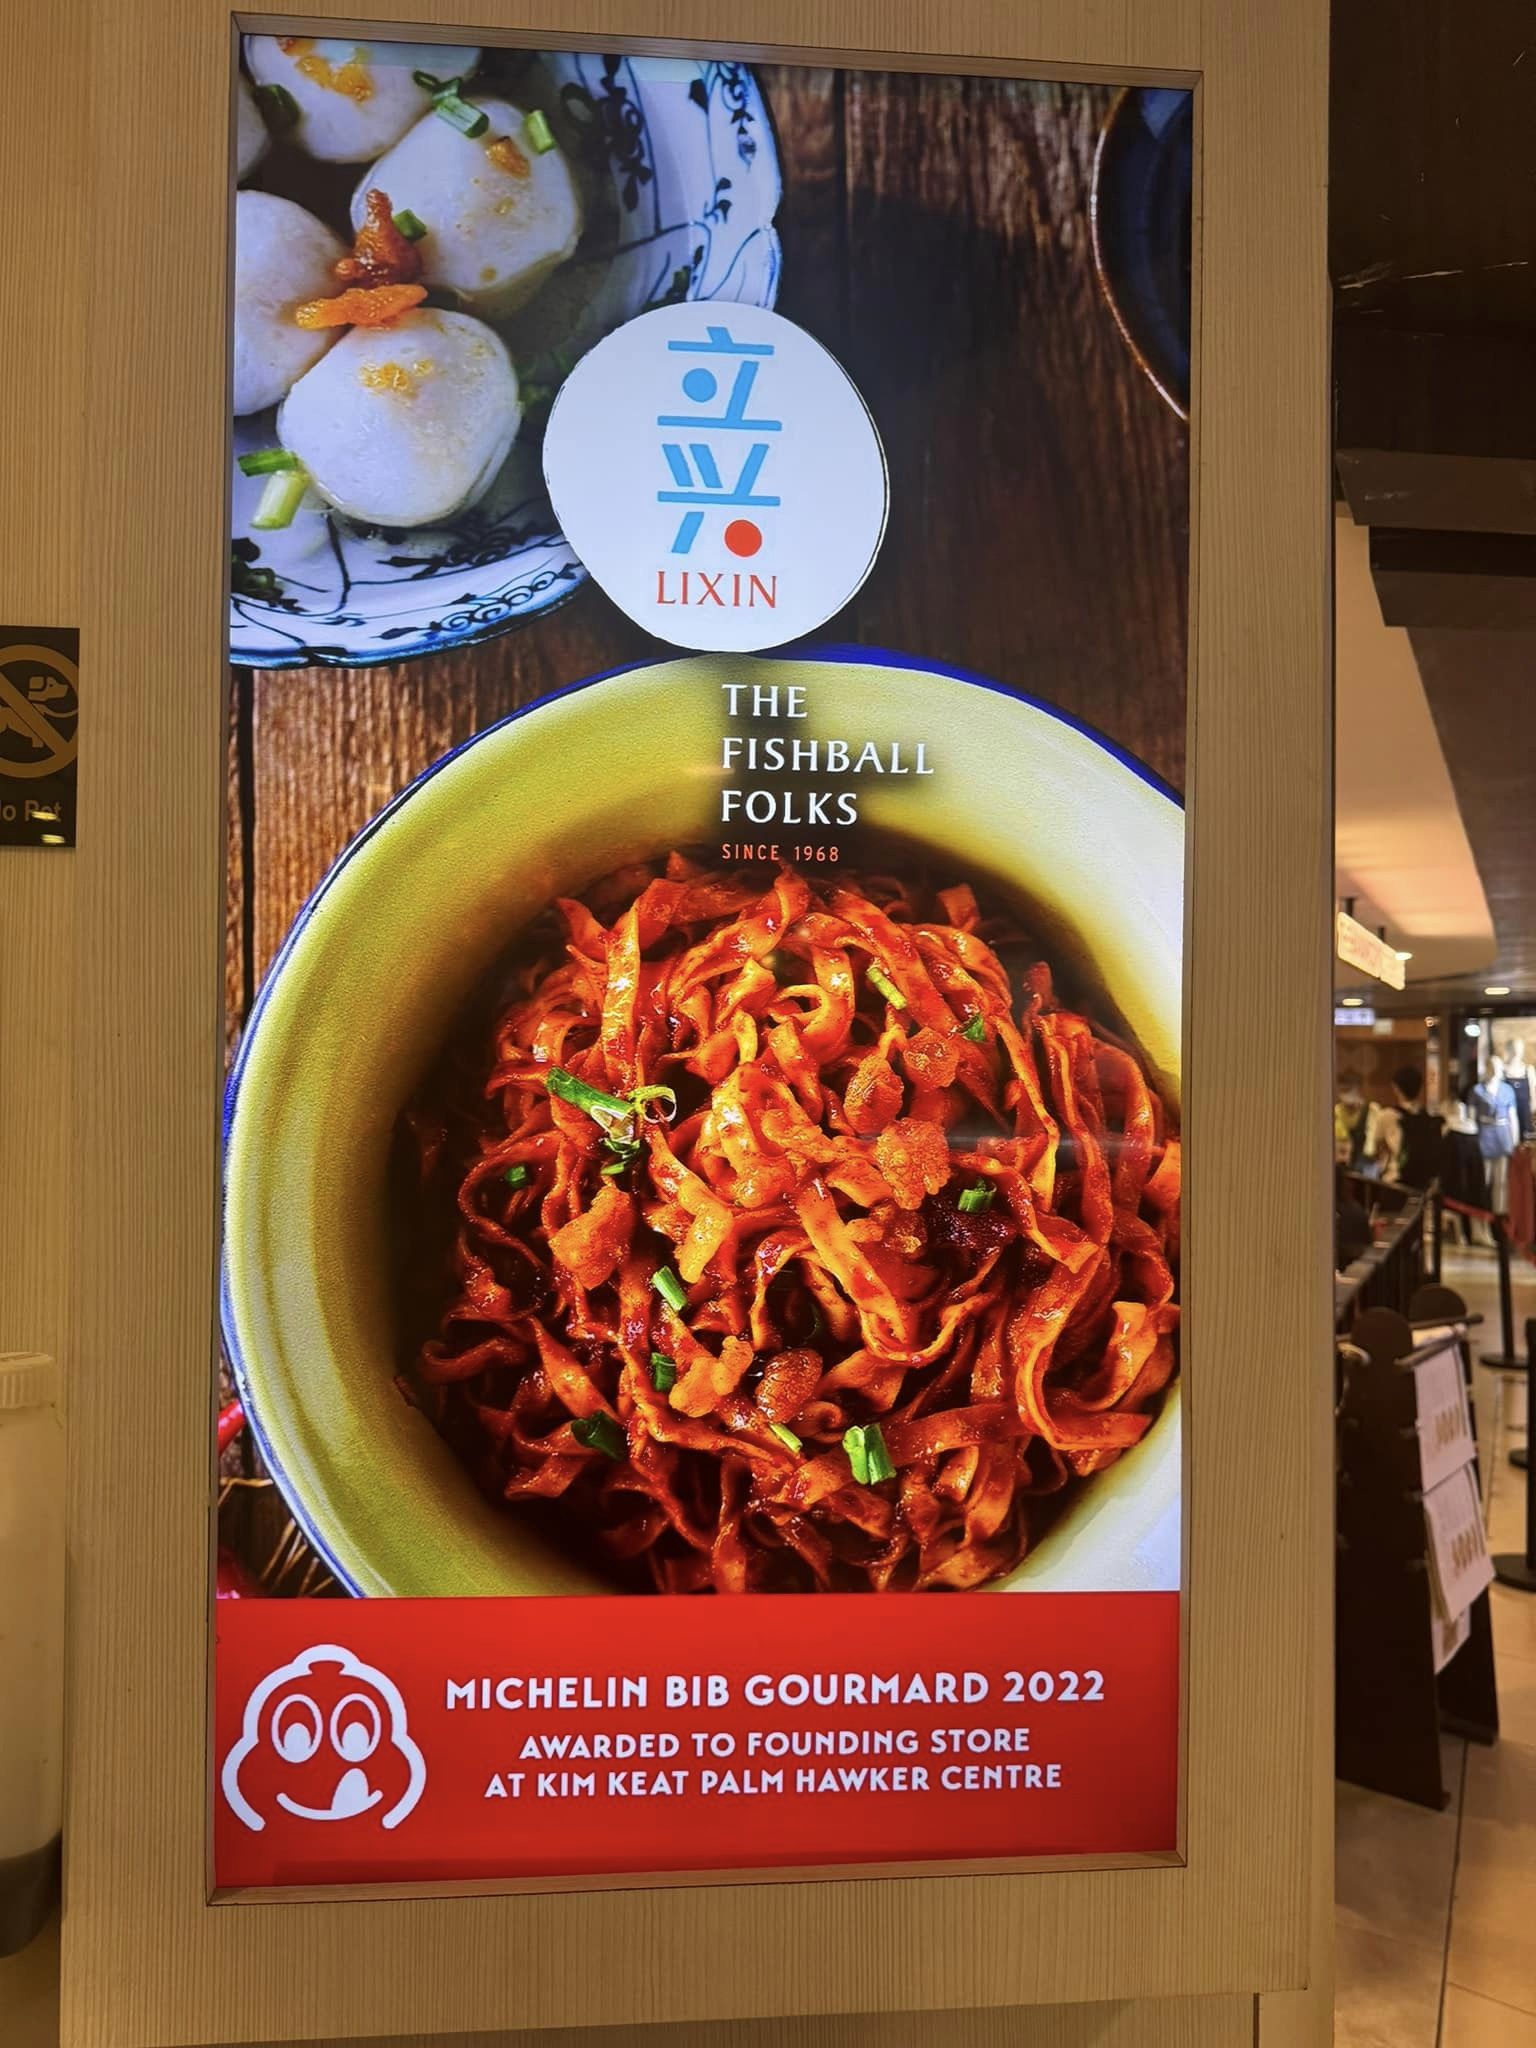 立
兴
LIXIN
THE
FISHBALL
FOLKS
SINCE 1968
MICHELIN BIB GOURMARD 2022
AWARDED TO FOUNDING STORE
AT KIM KEAT PALM HAWKER CENTRE